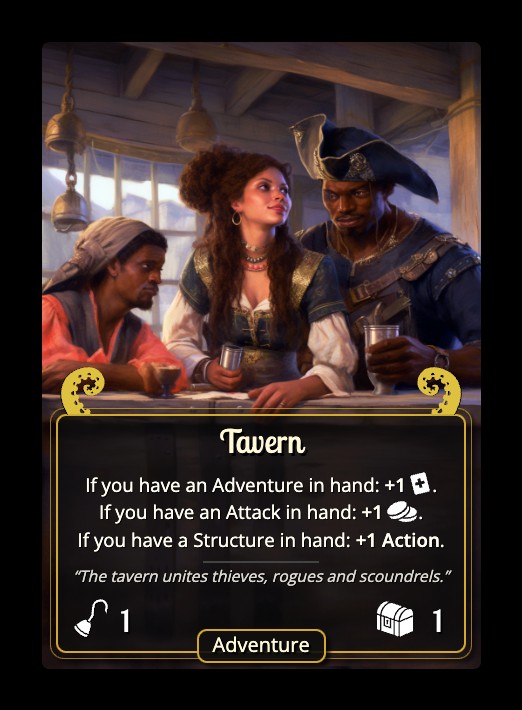 Tavern
If you have an Adventure in hand: +1 .
If you have an Attack in hand: +1 .
If you have a Structure in hand: +1 Action.
“The tavern unites thieves, rogues and scoundrels.”
1 1
Adventure